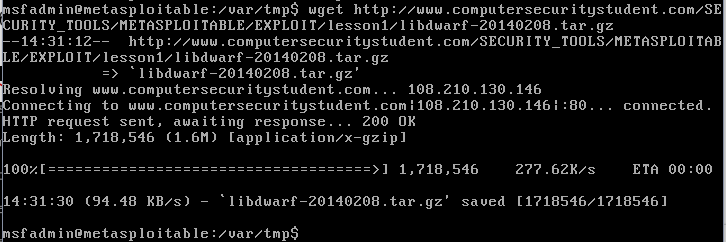 msfadmin@metasploitable:/var/tmp$ wget http://www.computersecuritystudent.com/SE
CURITY_TOOLS/METASPLOITABLE/EXPLOIT/lesson1/libdwarf-20140208.tar.gz
--14:31:12--  http://www.computersecuritystudent.com/SECURITY_TOOLS/METASPLOITAB
LE/EXPLOIT/lesson1/libdwarf-20140208.tar.gz
           => `libdwarf-20140208.tar.gz'
Resolving www.computersecuritystudent.com... 108.210.130.146
Connecting to www.computersecuritystudent.com|108.210.130.146|:80... connected.
HTTP request sent, awaiting response... 200 OK
Length: 1,718,546 (1.6M) [application/x-gzip]
100%[====================================>] 1,718,546    277.62K/s    ETA 00:00
14:31:30 (94.48 KB/s) - `libdwarf-20140208.tar.gz' saved [1718546/1718546]
msfadmin@metasploitable:/var/tmp$